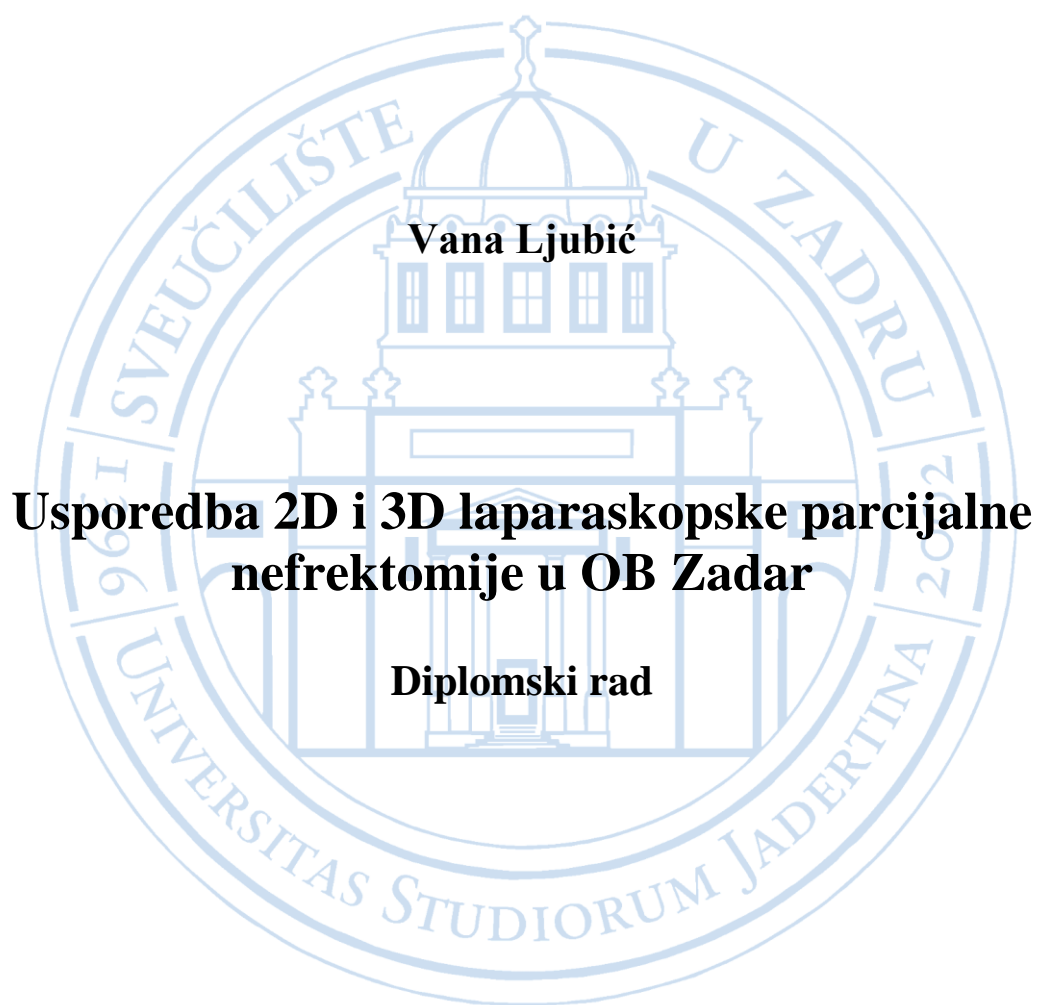 SVEUČILIŠTE U ZADRU
Vana Ljubić
Usporedba 2D i 3D laparaskopske parcijalne
nefrektomije u OB Zadar
Diplomski rad
1396
2002
UNIVERSITAS STUDIORUM JADERTINA